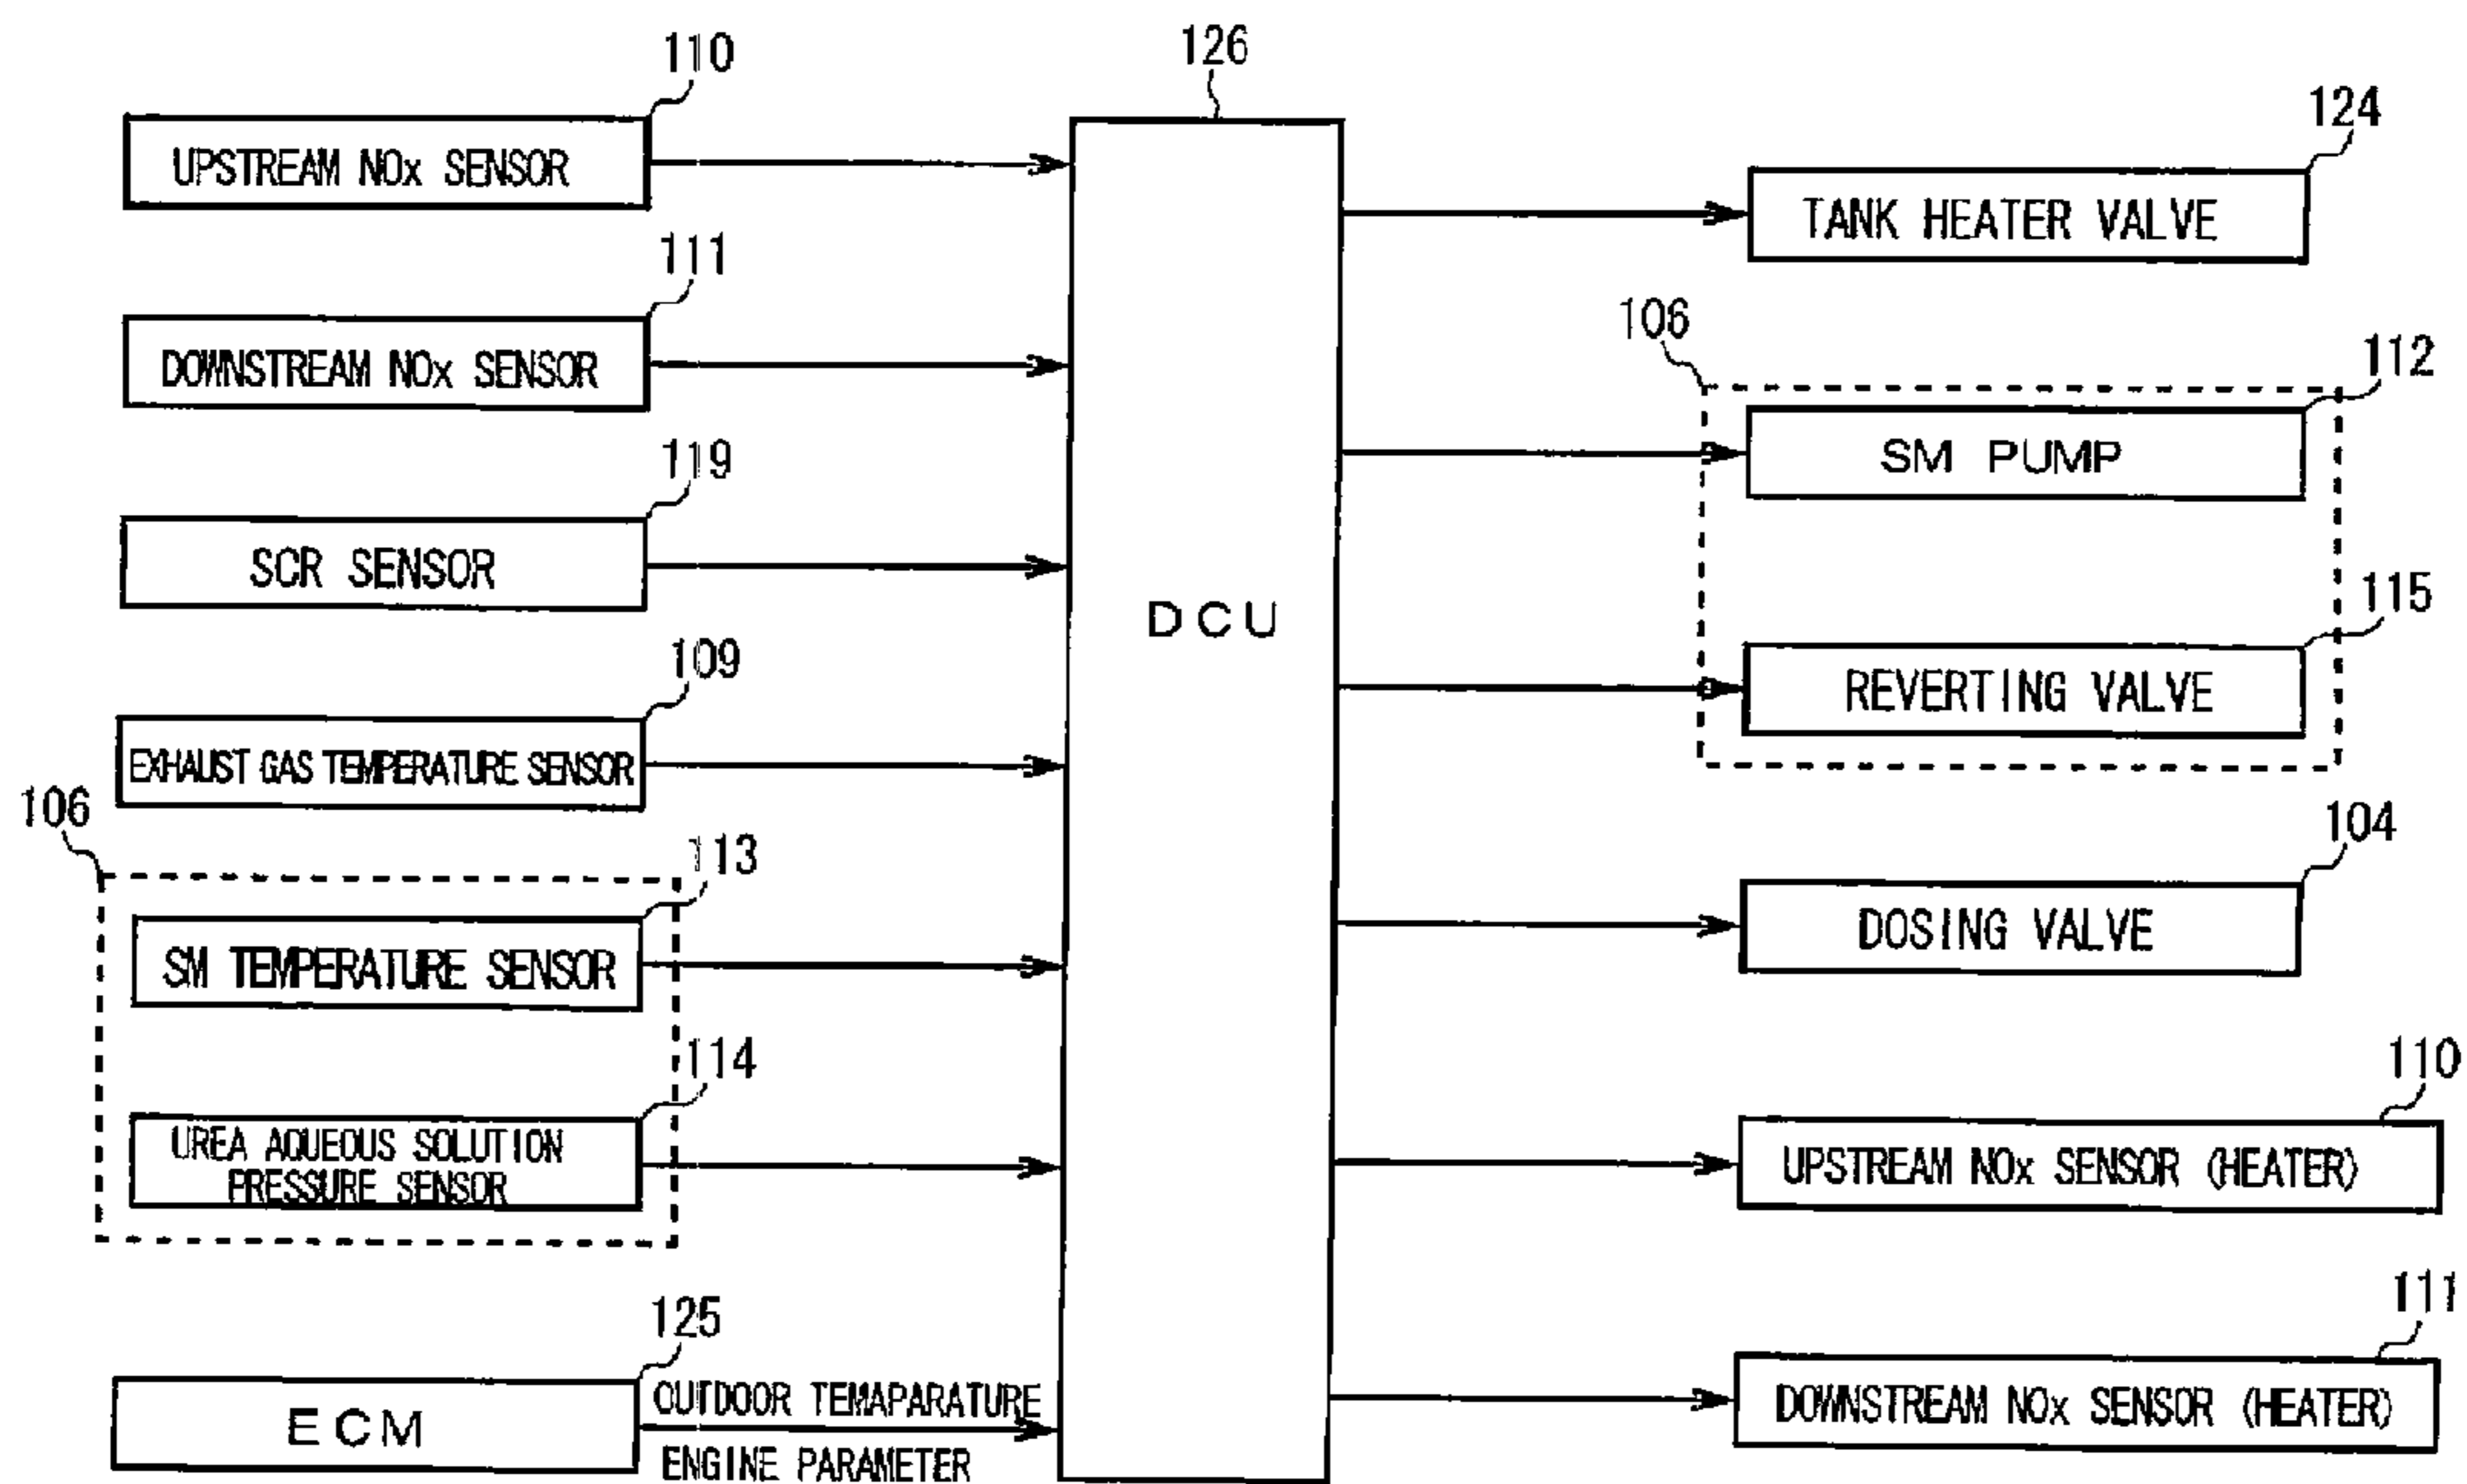 110
UPSTREAM NOx SENSOR
111
DOWNSTREAM NOx SENSOR
119
SCR SENSOR
109
EXHAUST GAS TEMPERATURE SENSOR
106
113
SM TEMPERATURE SENSOR
114
UREA AQUEOUS SOLUTION
PRESSURE SENSOR
125
ECM
OUTDOOR TEMAPARATURE
ENGINE PARAMETER
126
DCU
124
TANK HEATER VALVE
106
112
SM PUMP
115
REVERTING VALVE
104
DOSING VALVE
110
UPSTREAM NOx SENSOR (HEATER)
111
DOWNSTREAM NOx SENSOR (HEATER)